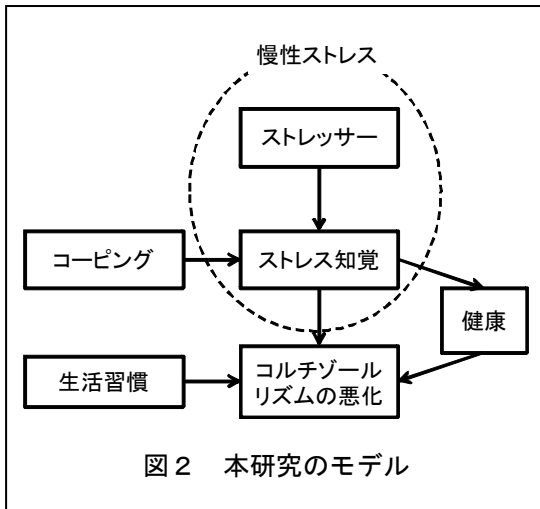 慢性ストレス
ストレッサー
コーピング
ストレス知覚
健康
生活習慣
コルチゾール
リズムの悪化
図２　本研究のモデル